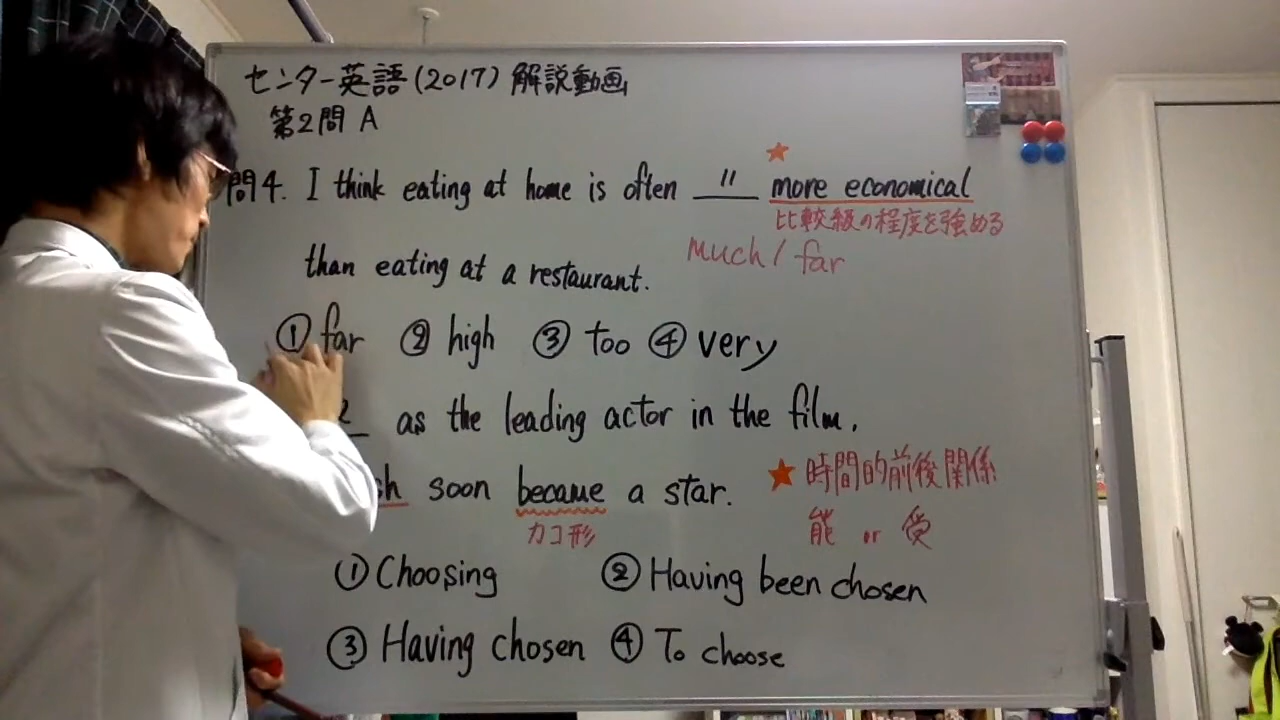 センター英語(2017) 解説動画
第2問 A
問4. I think eating at home is often 11 more economical
比較級の程度を強める
much / far
than eating at a restaurant.
① far ② high ③ too ④ very
as the leading actor in the film,
soon became a star. ★ 時間的前後関係
カコ形 能 or 受
① Choosing ② Having been chosen
③ Having chosen ④ To choose